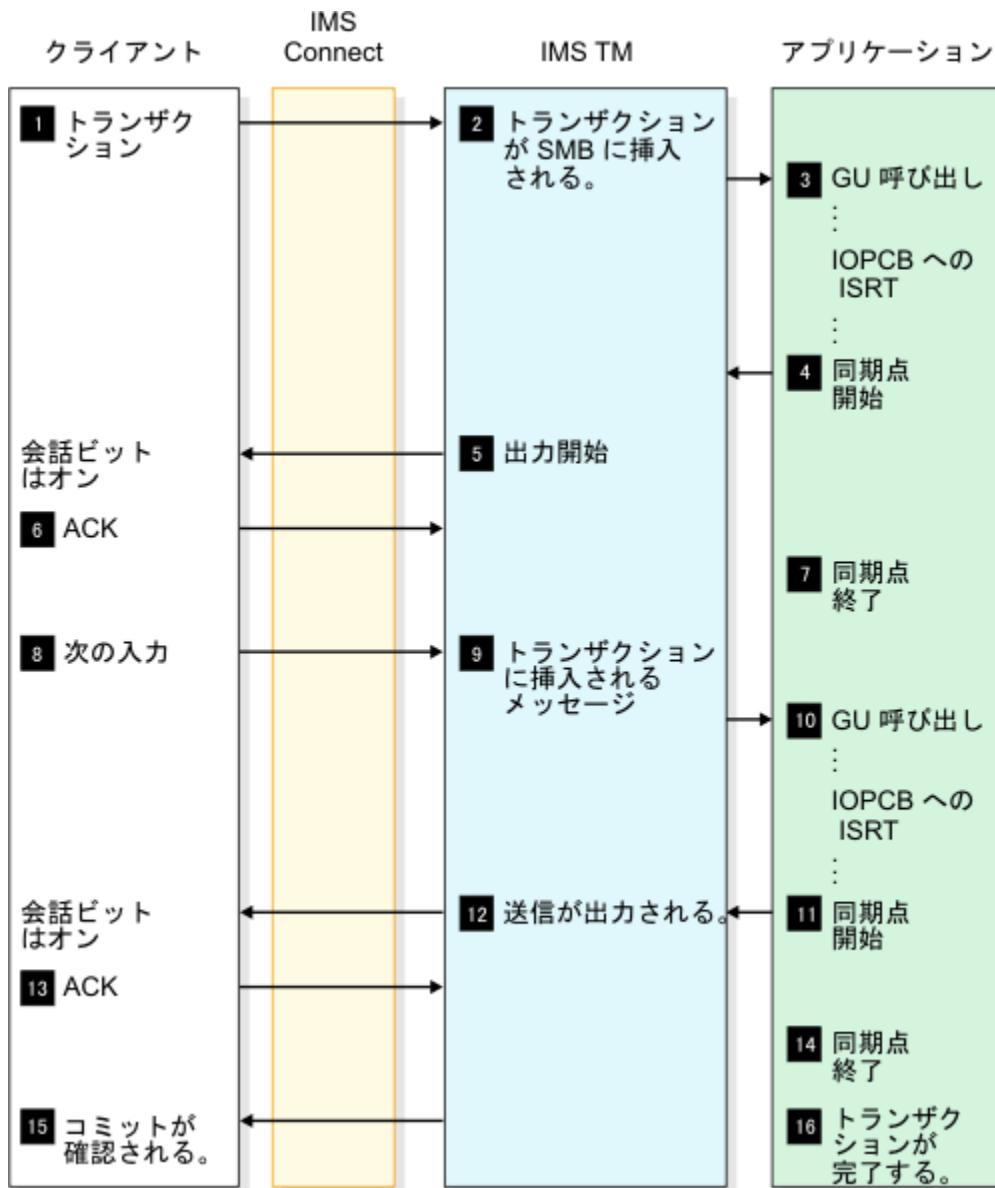 クライアント
IMS
Connect
IMS TM
アプリケーション
1 トランザク
ション
2 トランザクション
が SMB に挿入
される。
3 GU 呼び出し
⋮
IOPCB への
ISRT
⋮
4 同期点
開始
会話ビット
はオン
5 出力開始
6 ACK
7 同期点
終了
8 次の入力
9 トランザクション
に挿入される
メッセージ
10 GU 呼び出し
⋮
IOPCB への
ISRT
⋮
会話ビット
はオン
12 送信が出力される。
11 同期点
開始
13 ACK
14 同期点
終了
15 コミットが
確認される。
16 トランザク
ションが
完了する。